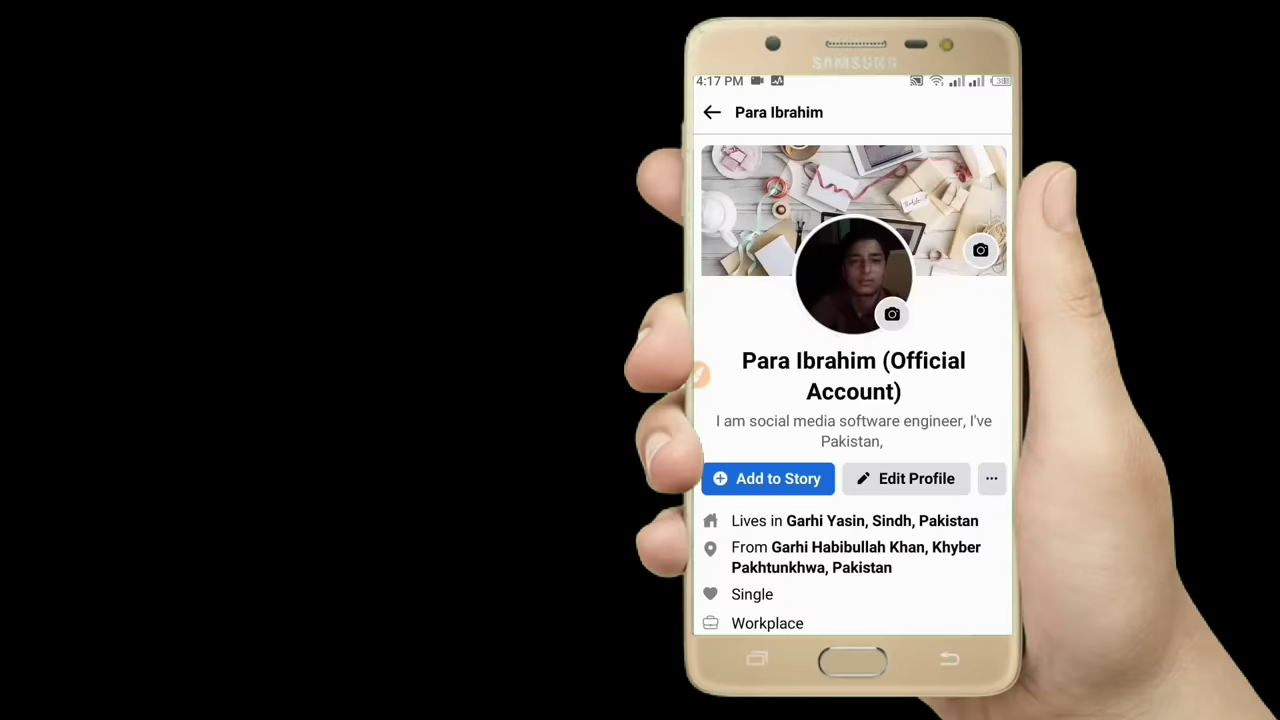 SAMSUNG
4:17 PM
Para Ibrahim
Para Ibrahim (Official
Account)
I am social media software engineer, I've
Pakistan,
Add to Story
Edit Profile
Lives in Garhi Yasin, Sindh, Pakistan
From Garhi Habibullah Khan, Khyber
Pakhtunkhwa, Pakistan
Single
Workplace